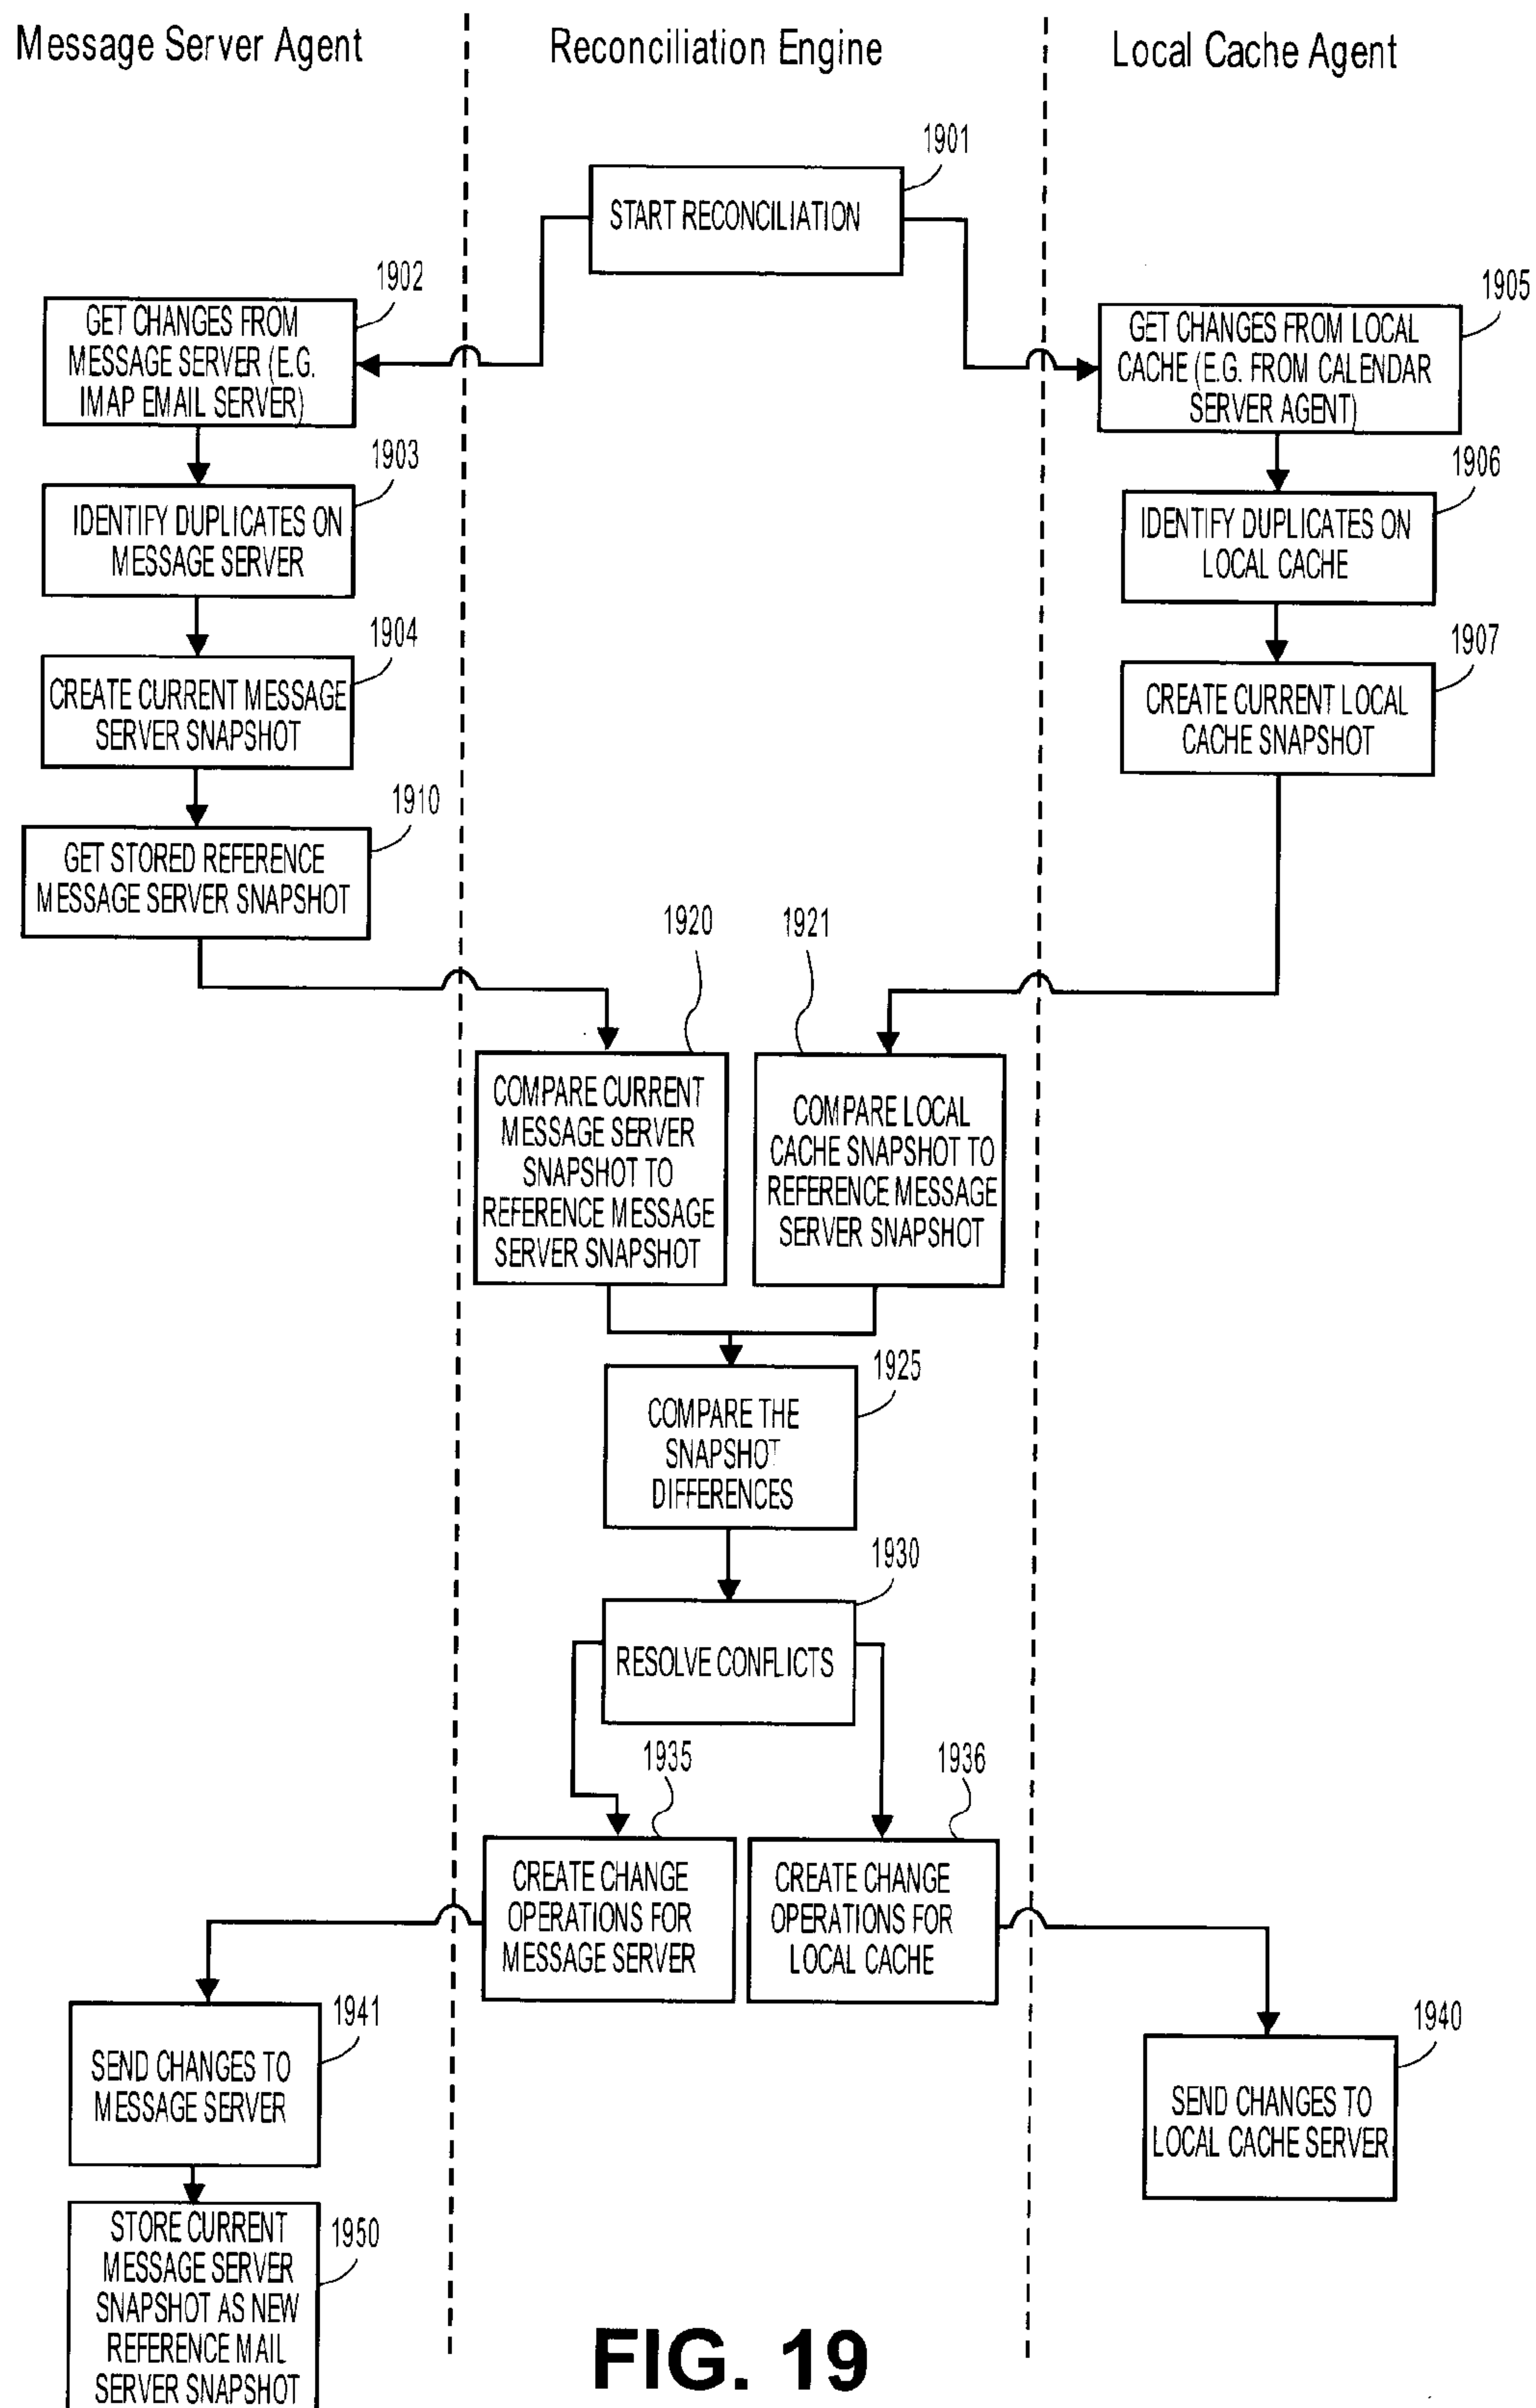 Message Server Agent
Reconciliation Engine
Local Cache Agent
1901
START RECONCILIATION
1902
GET CHANGES FROM
MESSAGE SERVER (E.G.
IMAP EMAIL SERVER)
1905
GET CHANGES FROM LOCAL
CACHE (E.G. FROM CALENDAR
SERVER AGENT)
1903
IDENTIFY DUPLICATES ON
MESSAGE SERVER
1906
IDENTIFY DUPLICATES ON
LOCAL CACHE
1904
CREATE CURRENT MESSAGE
SERVER SNAPSHOT
1907
CREATE CURRENT LOCAL
CACHE SNAPSHOT
1910
GET STORED REFERENCE
MESSAGE SERVER SNAPSHOT
1920
COMPARE CURRENT
MESSAGE SERVER
SNAPSHOT TO
REFERENCE MESSAGE
SERVER SNAPSHOT
1921
COMPARE LOCAL
CACHE SNAPSHOT TO
REFERENCE MESSAGE
SERVER SNAPSHOT
1925
COMPARE THE
SNAPSHOT
DIFFERENCES
1930
RESOLVE CONFLICTS
1935
CREATE CHANGE
OPERATIONS FOR
MESSAGE SERVER
1936
CREATE CHANGE
OPERATIONS FOR
LOCAL CACHE
1941
SEND CHANGES TO
MESSAGE SERVER
1940
SEND CHANGES TO
LOCAL CACHE SERVER
1950
STORE CURRENT
MESSAGE SERVER
SNAPSHOT AS NEW
REFERENCE MAIL
SERVER SNAPSHOT
FIG. 19